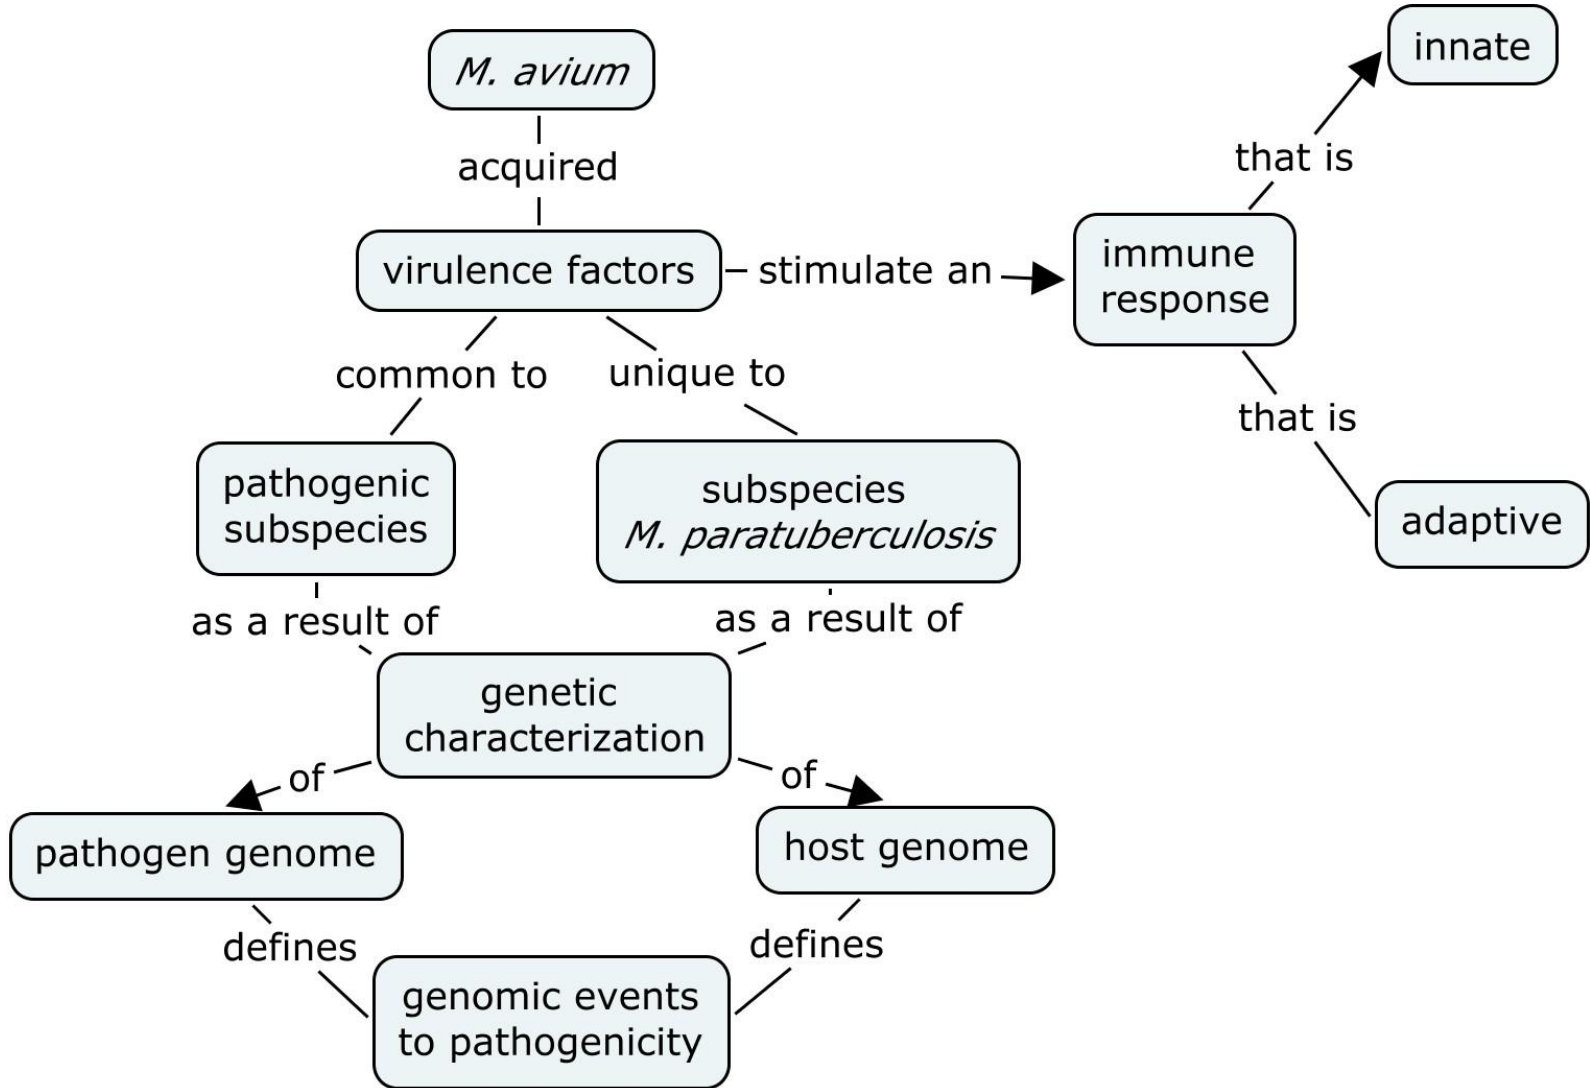 M. avium
innate
acquired
that is
virulence factors
stimulate an
immune
response
common to
unique to
that is
pathogenic
subspecies
subspecies
M. paratuberculosis
adaptive
as a result of
as a result of
genetic
characterization
of
of
pathogen genome
host genome
defines
defines
genomic events
to pathogenicity